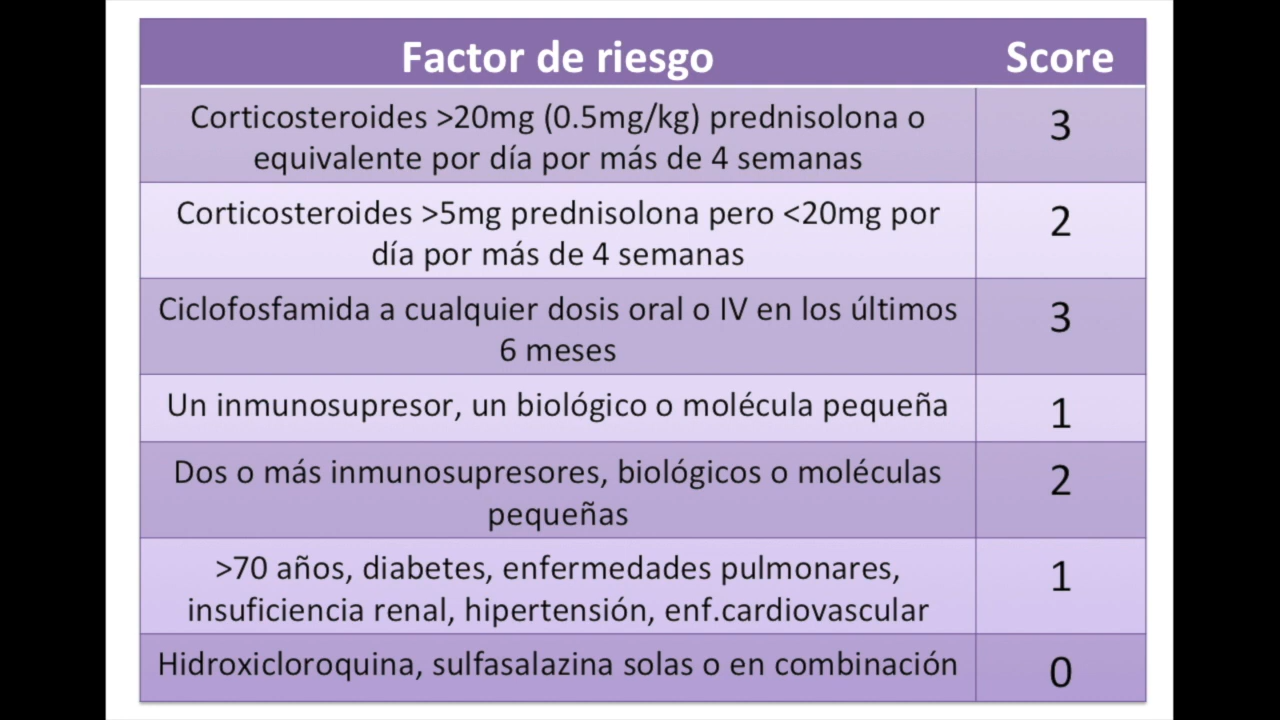 Factor de riesgo Score
Corticosteroides >20mg (0.5mg/kg) prednisolona o
equivalente por día por más de 4 semanas
3
Corticosteroides >5mg prednisolona pero <20mg por
día por más de 4 semanas
2
Ciclofosfamida a cualquier dosis oral o IV en los últimos
6 meses
3
Un inmunosupresor, un biológico o molécula pequeña
1
Dos o más inmunosupresores, biológicos o moléculas
pequeñas
2
>70 años, diabetes, enfermedades pulmonares,
insuficiencia renal, hipertensión, enf.cardiovascular
1
Hidroxicloroquina, sulfasalazina solas o en combinación
0